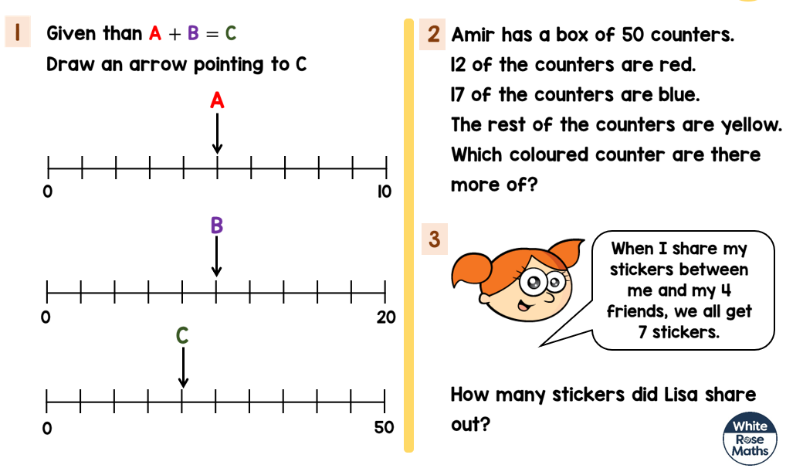 1
Given than A + B = C
Draw an arrow pointing to C
A
0 10
B
0 20
C
0 50
2
Amir has a box of 50 counters.
12 of the counters are red.
17 of the counters are blue.
The rest of the counters are yellow.
Which coloured counter are there
more of?
3
When I share my
stickers between
me and my 4
friends, we all get
7 stickers.
How many stickers did Lisa share
out?
White
Rose
Maths